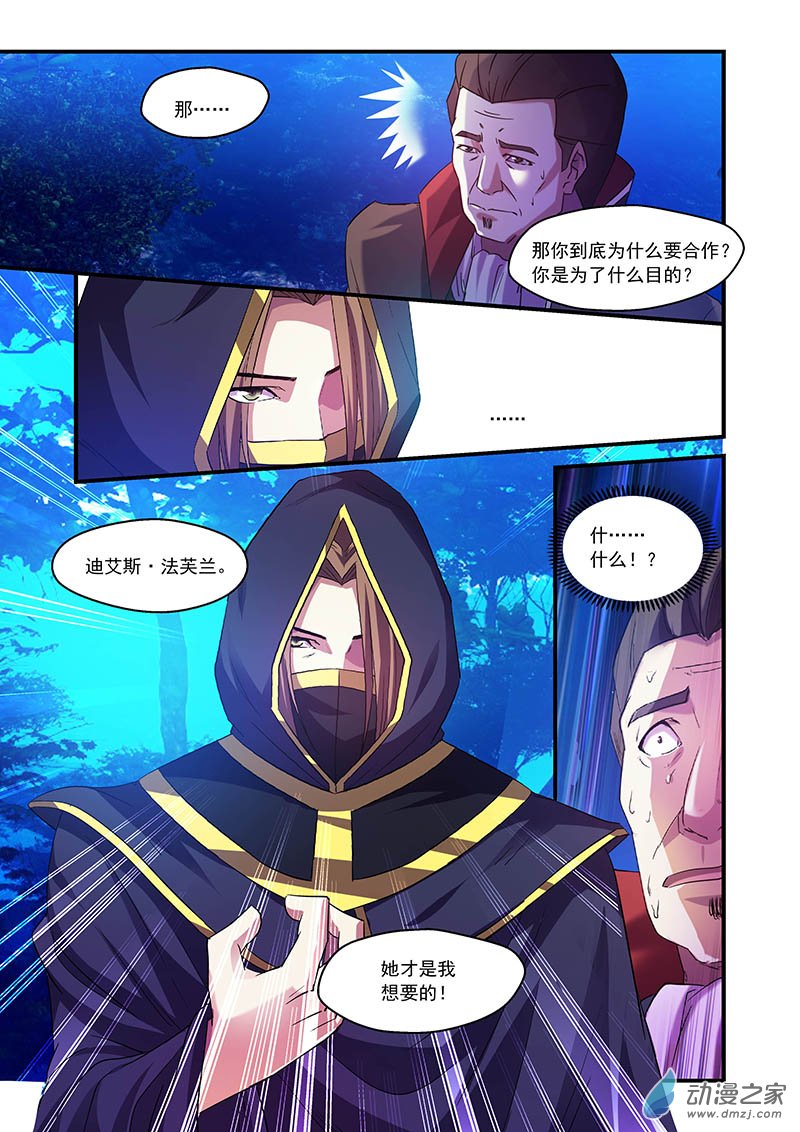 那……
那你到底为什么要合作？
你是为了什么目的？
……
迪艾斯·法芙兰。
什……
什么！？
她才是我
想要的！
动漫之家
www.dmzj.com